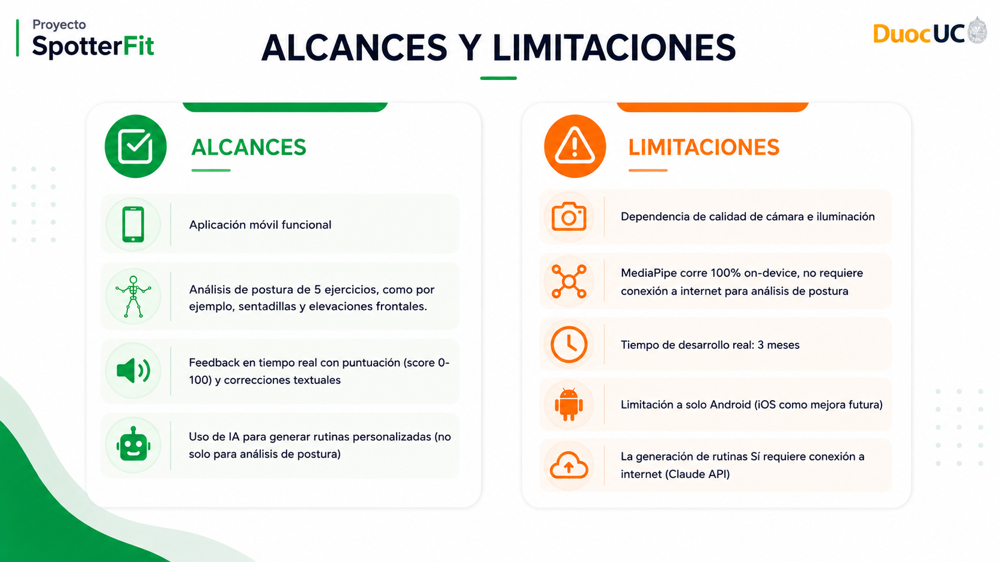 Proyecto
SpotterFit
ALCANCES Y LIMITACIONES
DuocUC
ALCANCES
Aplicación móvil funcional
Análisis de postura de 5 ejercicios, como por
ejemplo, sentadillas y elevaciones frontales.
Feedback en tiempo real con puntuación (score 0-
100) y correcciones textuales
Uso de IA para generar rutinas personalizadas (no
solo para análisis de postura)
LIMITACIONES
Dependencia de calidad de cámara e iluminación
MediaPipe corre 100% on-device, no requiere
conexión a internet para análisis de postura
Tiempo de desarrollo real: 3 meses
Limitación a solo Android (iOS como mejora futura)
La generación de rutinas Sí requiere conexión a
internet (Claude API)